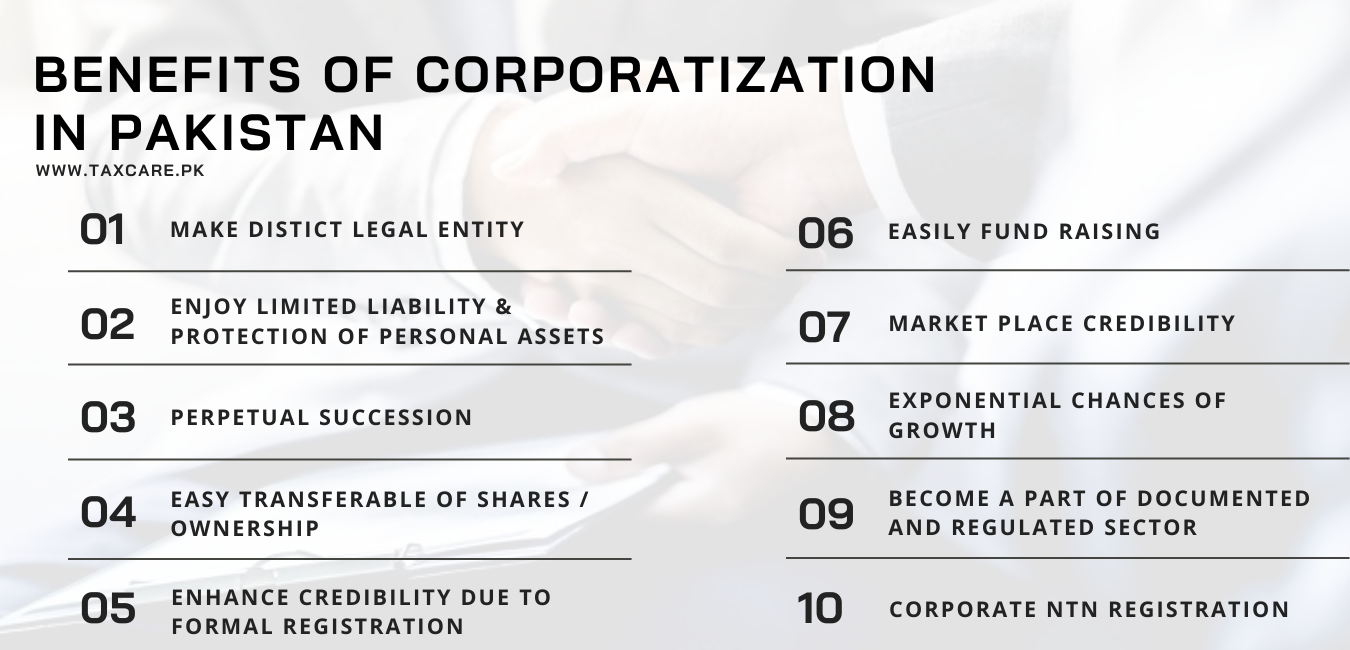 BENEFITS OF CORPORATIZATION
IN PAKISTAN
WWW.TAXCARE.PK
01 MAKE DISTICT LEGAL ENTITY
02 ENJOY LIMITED LIABILITY &
PROTECTION OF PERSONAL ASSETS
03 PERPETUAL SUCCESSION
04 EASY TRANSFERABLE OF SHARES /
OWNERSHIP
05 ENHANCE CREDIBILITY DUE TO
FORMAL REGISTRATION
06 EASILY FUND RAISING
07 MARKET PLACE CREDIBILITY
08 EXPONENTIAL CHANCES OF
GROWTH
09 BECOME A PART OF DOCUMENTED
AND REGULATED SECTOR
10 CORPORATE NTN REGISTRATION